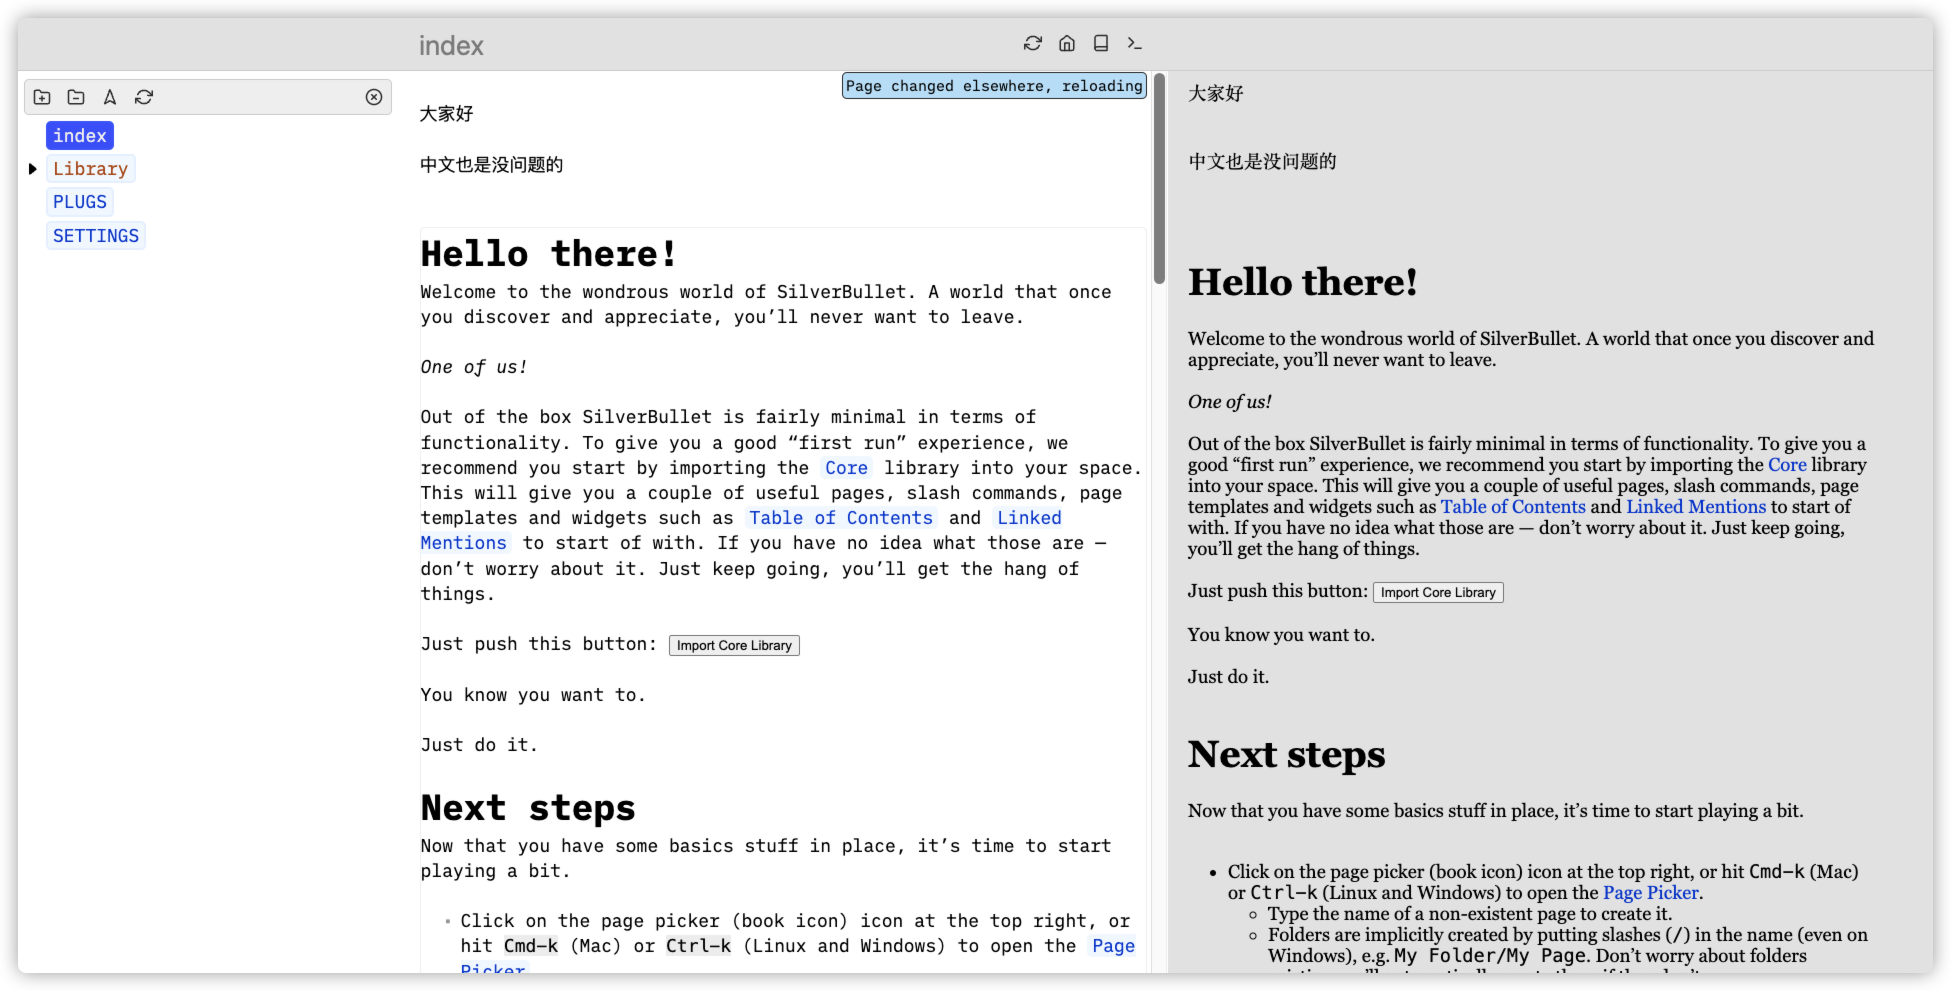 index
index
Library
PLUGS
SETTINGS
Page changed elsewhere, reloading
大家好
中文也是没问题的
Hello there!
Welcome to the wondrous world of SilverBullet. A world that once
you discover and appreciate, you’ll never want to leave.
One of us!
Out of the box SilverBullet is fairly minimal in terms of
functionality. To give you a good “first run” experience, we
recommend you start by importing the Core library into your space.
This will give you a couple of useful pages, slash commands, page
templates and widgets such as Table of Contents and Linked
Mentions to start of with. If you have no idea what those are –
don’t worry about it. Just keep going, you’ll get the hang of
things.
Just push this button: Import Core Library
You know you want to.
Just do it.
Next steps
Now that you have some basics stuff in place, it’s time to start
playing a bit.
Click on the page picker (book icon) icon at the top right, or
hit Cmd-k (Mac) or Ctrl-k (Linux and Windows) to open the Page
Picker
大家好
中文也是没问题的
Hello there!
Welcome to the wondrous world of SilverBullet. A world that once you discover and
appreciate, you’ll never want to leave.
One of us!
Out of the box SilverBullet is fairly minimal in terms of functionality. To give you a
good “first run” experience, we recommend you start by importing the Core library
into your space. This will give you a couple of useful pages, slash commands, page
templates and widgets such as Table of Contents and Linked Mentions to start of
with. If you have no idea what those are — don’t worry about it. Just keep going,
you’ll get the hang of things.
Just push this button: Import Core Library
You know you want to.
Just do it.
Next steps
Now that you have some basics stuff in place, it’s time to start playing a bit.
Click on the page picker (book icon) icon at the top right, or hit Cmd-k (Mac)
or Ctrl-k (Linux and Windows) to open the Page Picker.
Type the name of a non-existent page to create it.
Folders are implicitly created by putting slashes (/) in the name (even on
Windows), e.g. My Folder/My Page. Don’t worry about folders